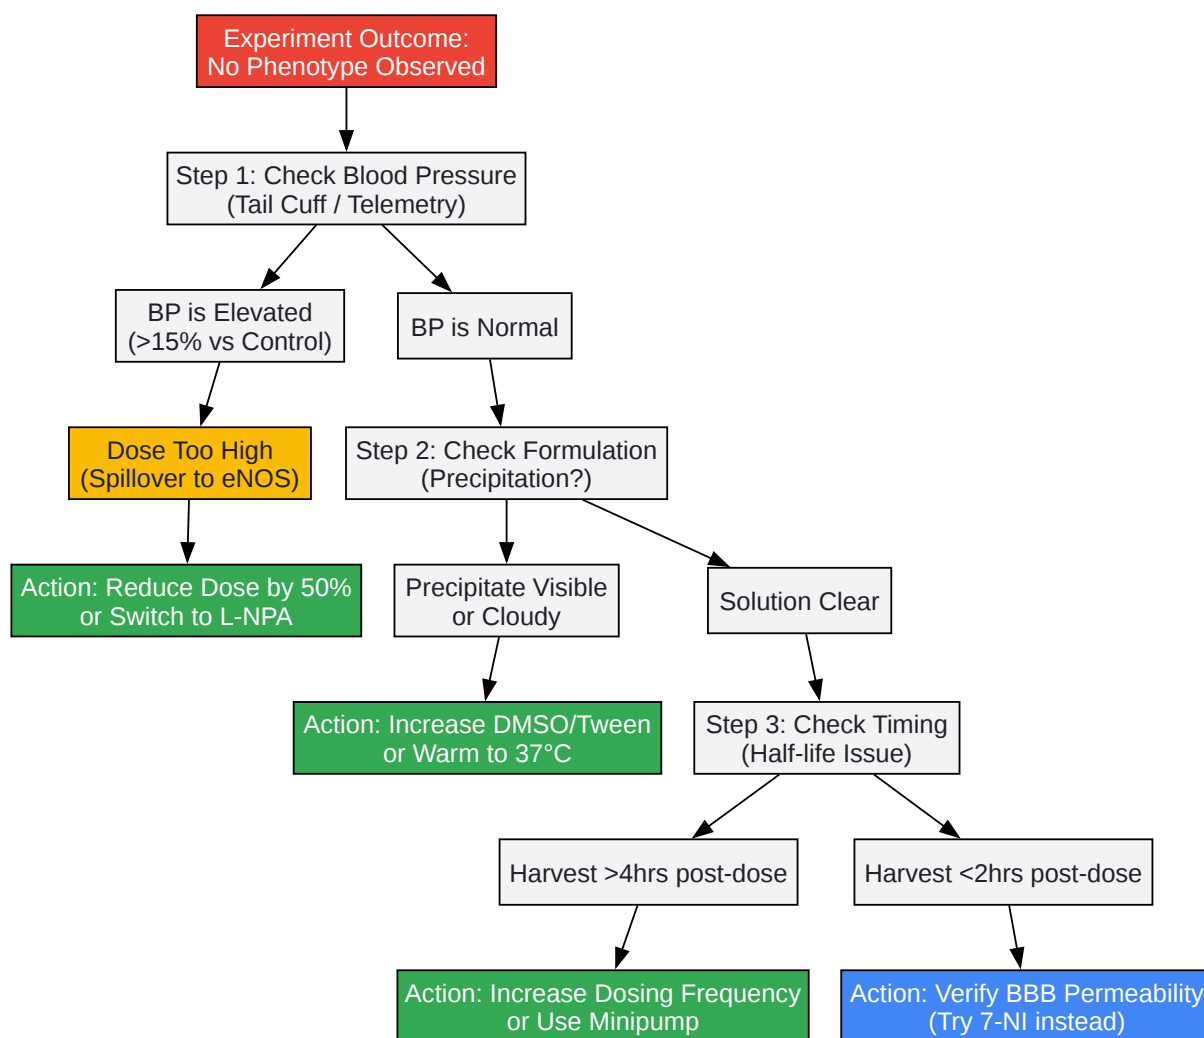 Experiment Outcome:
No Phenotype Observed
Step 1: Check Blood Pressure
(Tail Cuff / Telemetry)
BP is Elevated
(>15% vs Control)
BP is Normal
Dose Too High
(Spillover to eNOS)
Step 2: Check Formulation
(Precipitation?)
Action: Reduce Dose by 50%
or Switch to L-NPA
Precipitate Visible
or Cloudy
Solution Clear
Action: Increase DMSO/Tween
or Warm to 37°C
Step 3: Check Timing
(Half-life Issue)
Harvest >4hrs post-dose
Harvest <2hrs post-dose
Action: Increase Dosing Frequency
or Use Minipump
Action: Verify BBB Permeability
(Try 7-NI instead)